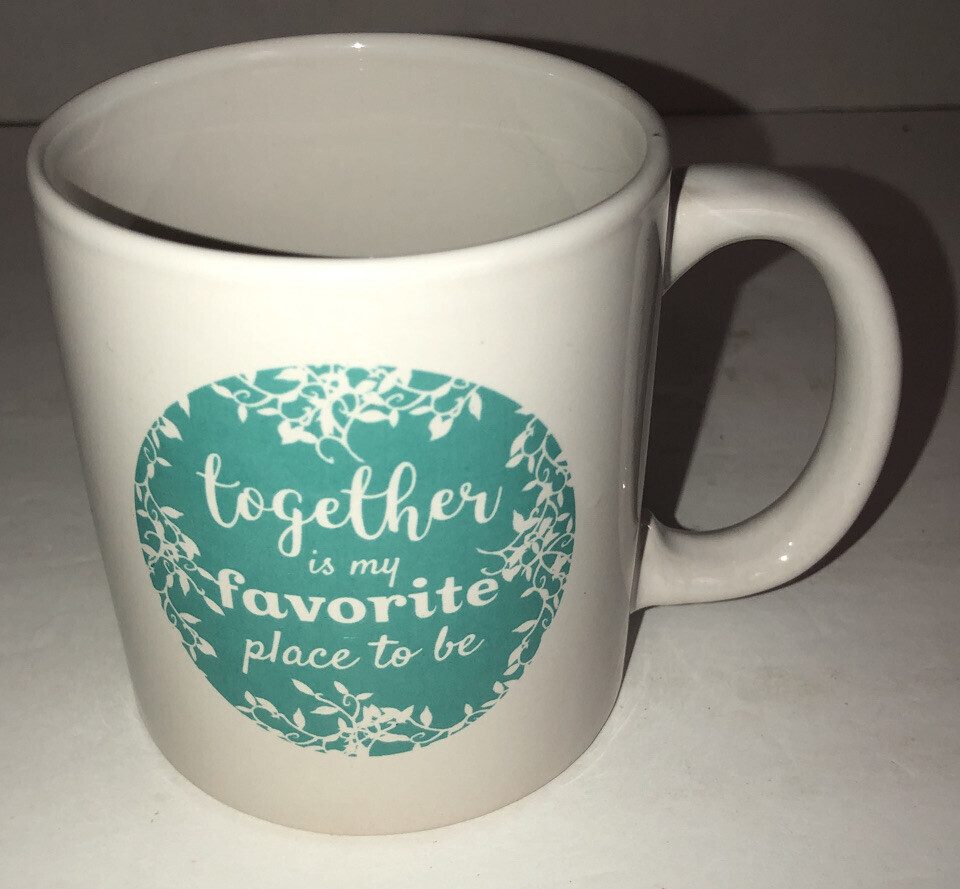 together
is my
favorite
place to be